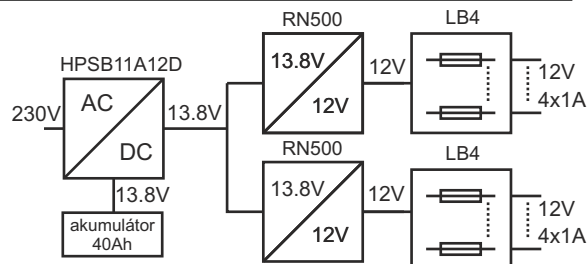 HPSB11A12D
230V
AC
DC
13.8V
13.8V
akumulátor
40Ah
RN500
13.8V
12V
12V
LB4
12V
4x1A
RN500
13.8V
12V
12V
LB4
12V
4x1A